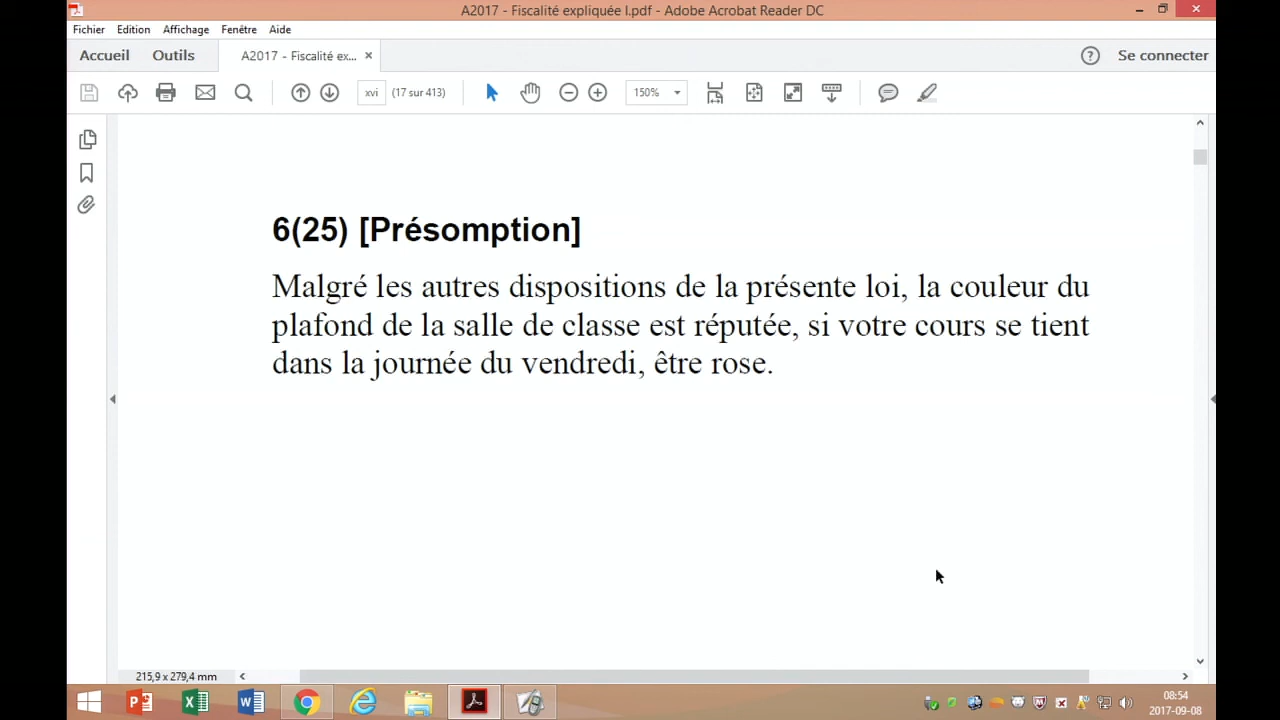 A2017 - Fiscalité expliquée I.pdf - Adobe Acrobat Reader DC
Fichier Edition Affichage Fenêtre Aide
Accueil Outils A2017 - Fiscalité ex... × Se connecter
xvi (17 sur 413) 150%
6(25) [Présomption]
Malgré les autres dispositions de la présente loi, la couleur du
plafond de la salle de classe est réputée, si votre cours se tient
dans la journée du vendredi, être rose.
215,9 x 279,4 mm
08:54
2017-09-08